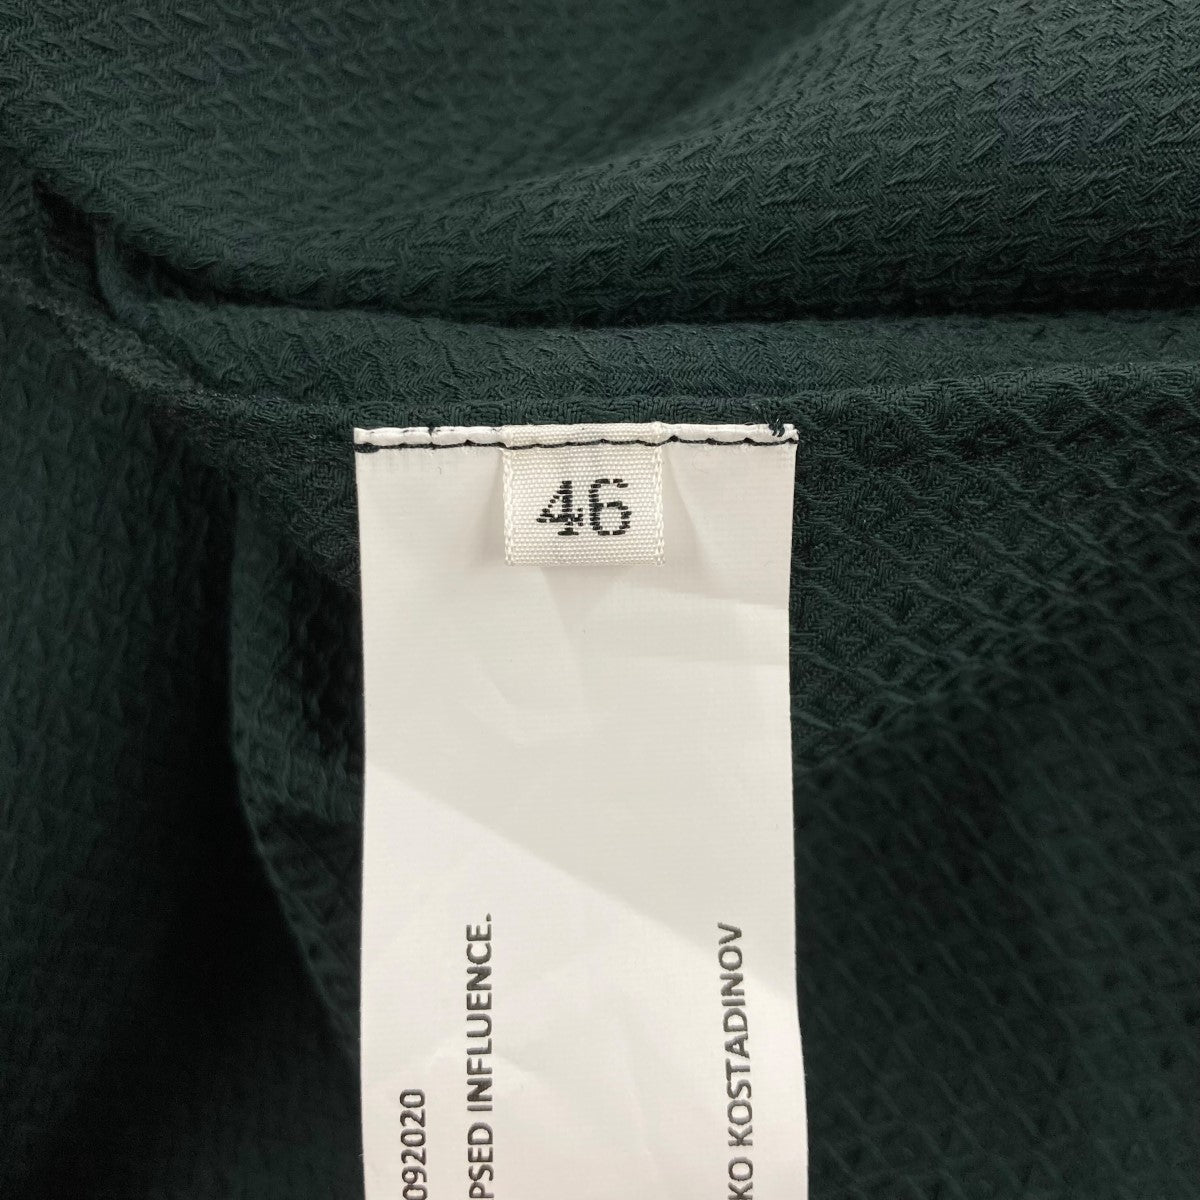 46
092020
PSED INFLUENCE.
KO KOSTADINOV